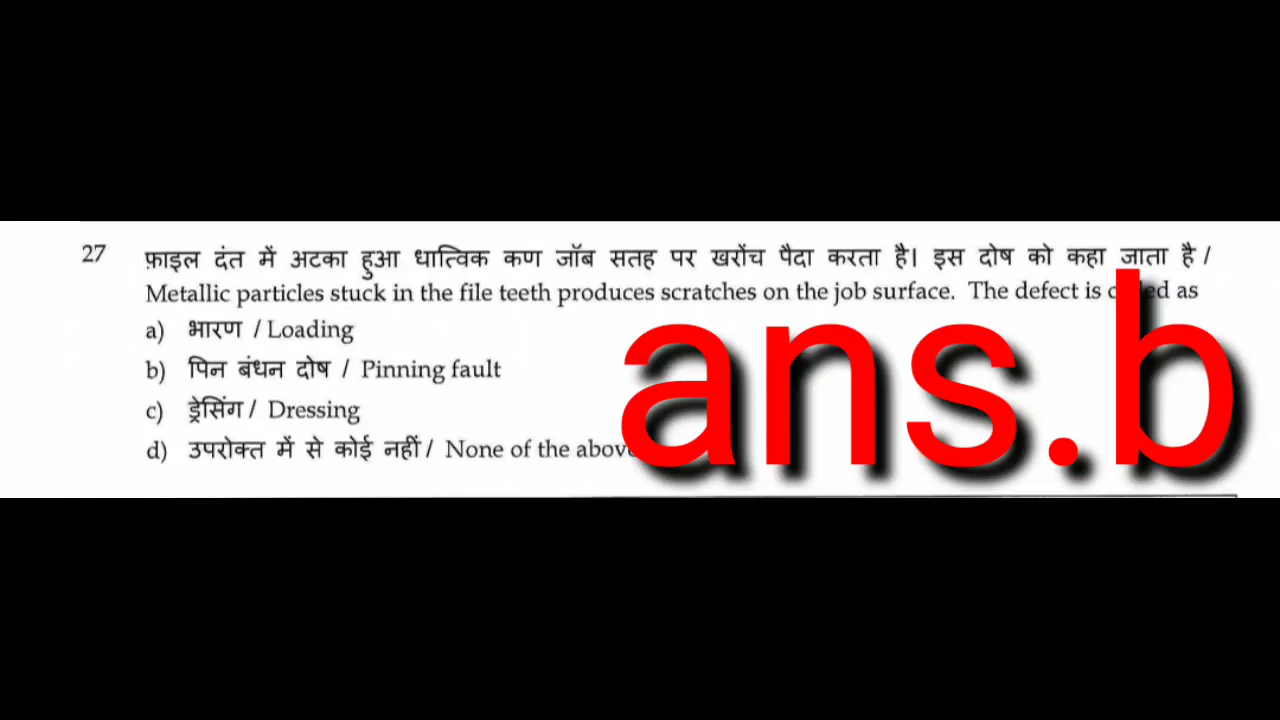 27 फ़ाइल दंत में अटका हुआ धात्विक कण जॉब सतह पर खरोंच पैदा करता है। इस दोष को कहा जाता है /
Metallic particles stuck in the file teeth produces scratches on the job surface. The defect is called as
a) भारण / Loading
b) पिन बंधन दोष / Pinning fault
c) ड्रेसिंग / Dressing
d) उपरोक्त में से कोई नहीं / None of the above
ans.b